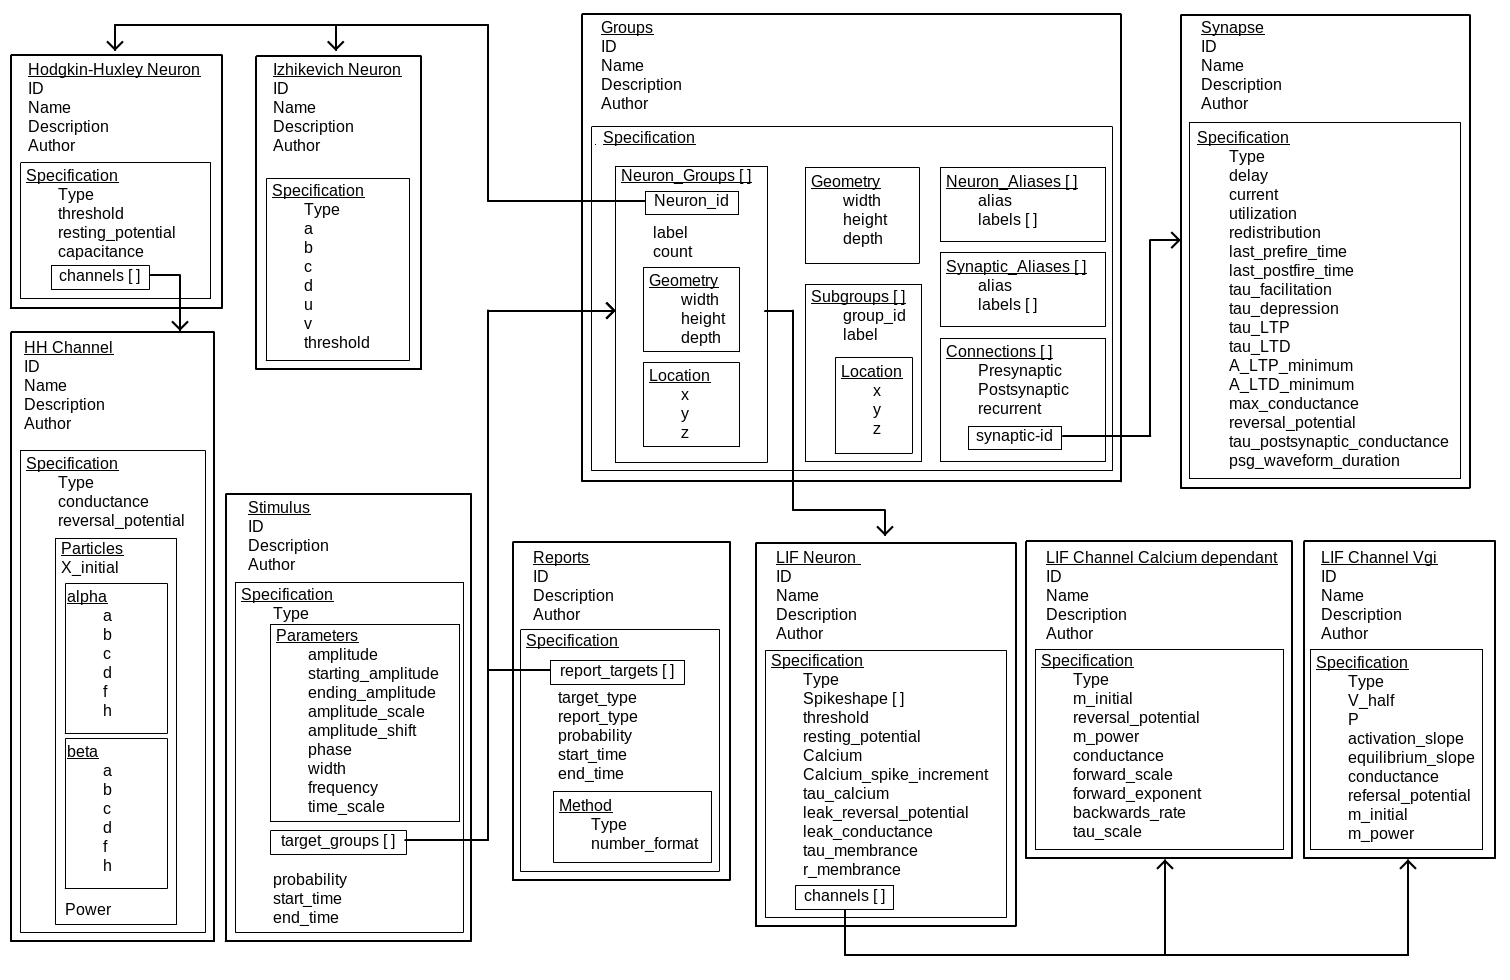 Hodgkin-Huxley Neuron
ID
Name
Description
Author
Specification
Type
threshold
resting_potential
capacitance
channels [ ]
Izhikevich Neuron
ID
Name
Description
Author
Specification
Type
a
b
c
d
u
v
threshold
Groups
ID
Name
Description
Author
Specification
Neuron_Groups [ ]
Neuron_id
label
count
Geometry
width
height
depth
Location
x
y
z
Geometry
width
height
depth
Subgroups [ ]
group_id
label
Location
x
y
z
Neuron_Aliases [ ]
alias
labels [ ]
Synaptic_Aliases [ ]
alias
labels [ ]
Connections [ ]
Presynaptic
Postsynaptic
recurrent
synaptic-id
Synapse
ID
Name
Description
Author
Specification
Type
delay
current
utilization
redistribution
last_prefire_time
last_postfire_time
tau_facilitation
tau_depression
tau_LTP
tau_LTD
A_LTP_minimum
A_LTD_minimum
max_conductance
reversal_potential
tau_postsynaptic_conductance
psg_waveform_duration
HH Channel
ID
Name
Description
Author
Specification
Type
conductance
reversal_potential
Particles
X_initial
alpha
a
b
c
d
f
h
beta
a
b
c
d
f
h
Power
Stimulus
ID
Description
Author
Specification
Type
Parameters
amplitude
starting_amplitude
ending_amplitude
amplitude_scale
amplitude_shift
phase
width
frequency
time_scale
target_groups [ ]
probability
start_time
end_time
Reports
ID
Description
Author
Specification
report_targets [ ]
target_type
report_type
probability
start_time
end_time
Method
Type
number_format
LIF Neuron
ID
Name
Description
Author
Specification
Type
Spikeshape [ ]
threshold
resting_potential
Calcium
Calcium_spike_increment
tau_calcium
leak_reversal_potential
leak_conductance
tau_membrance
r_membrance
channels [ ]
LIF Channel Calcium dependant
ID
Name
Description
Author
Specification
Type
m_initial
reversal_potential
m_power
conductance
forward_scale
forward_exponent
backwards_rate
tau_scale
LIF Channel Vgi
ID
Name
Description
Author
Specification
Type
V_half
P
activation_slope
equilibrium_slope
conductance
refersal_potential
m_initial
m_power